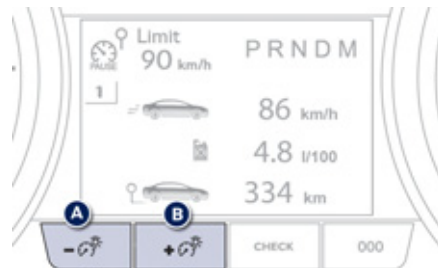 Limit
PRNDM
90 km/h
PAUSE
1
86 km/h
4.8 l/100
334 km
A B
- + CHECK 000